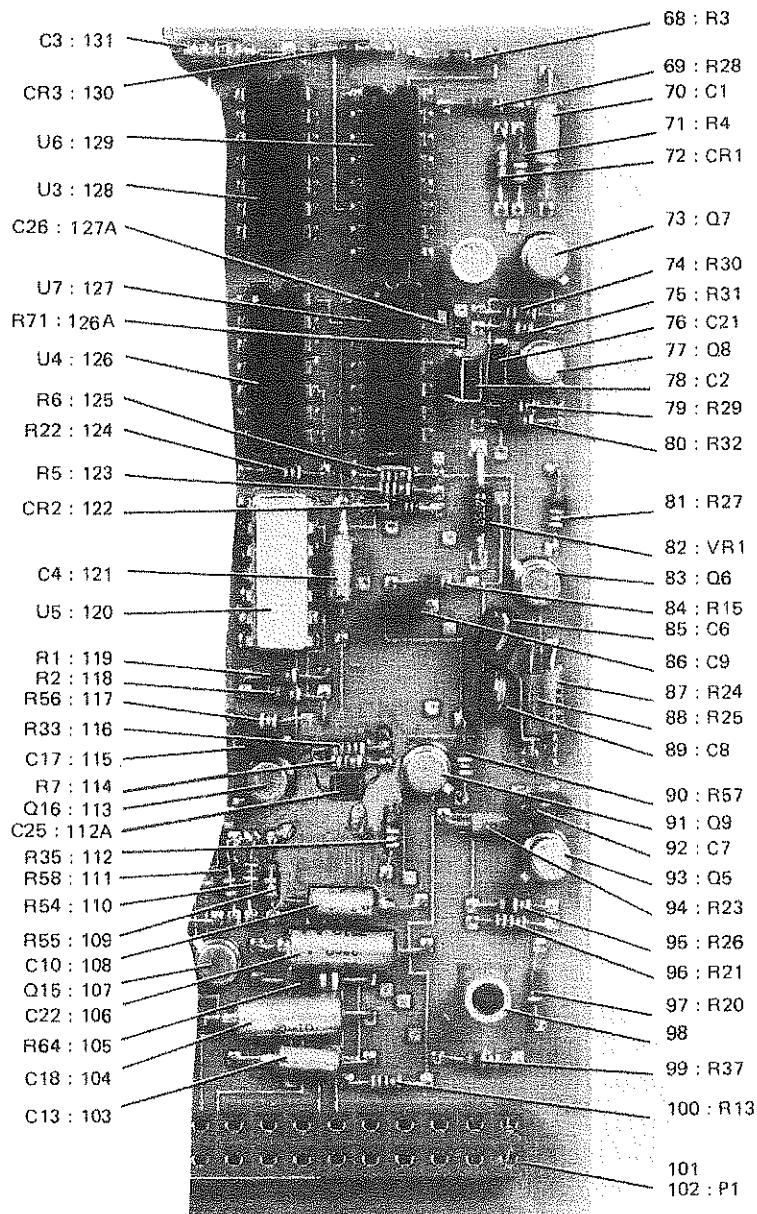 C3 : 131
CR3 : 130
U6 : 129
U3 : 128
C26 : 127A
U7 : 127
R71 : 126A
U4 : 126
R6 : 125
R22 : 124
R5 : 123
CR2 : 122
C4 : 121
U5 : 120
R1 : 119
R2 : 118
R56 : 117
R33 : 116
C17 : 115
R7 : 114
Q16 : 113
C25 : 112A
R35 : 112
R58 : 111
R54 : 110
R55 : 109
C10 : 108
Q15 : 107
C22 : 106
R64 : 105
C18 : 104
C13 : 103
68 : R3
69 : R28
70 : C1
71 : R4
72 : CR1
73 : Q7
74 : R30
75 : R31
76 : C21
77 : Q8
78 : C2
79 : R29
80 : R32
81 : R27
82 : VR1
83 : Q6
84 : R15
85 : C6
86 : C9
87 : R24
88 : R25
89 : C8
90 : R57
91 : Q9
92 : C7
93 : Q5
94 : R23
95 : R26
96 : R21
97 : R20
98
99 : R37
100 : R13
101
102 : P1